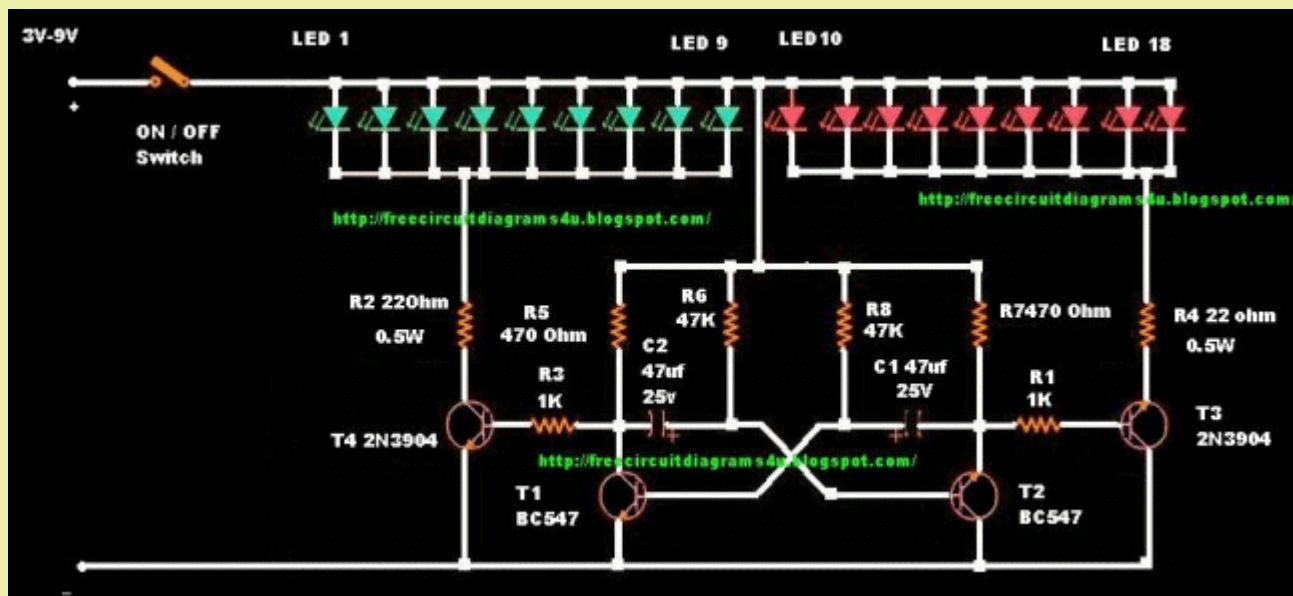 3V-9V
LED 1
LED 9
LED10
LED 18
+
ON / OFF
Switch
http://freecircuitdiagrams4u.blogspot.com/
http://freecircuitdiagrams4u.blogspot.com/
R2 22Ohm
0.5W
R5
470 Ohm
R6
47K
R8
47K
R7470 Ohm
R4 22 ohm
0.5W
C2
47uf
25v
C1 47uf
25V
R3
1K
R1
1K
+
+
T4 2N3904
T3
2N3904
http://freecircuitdiagrams4u.blogspot.com/
T1
BC547
T2
BC547
-